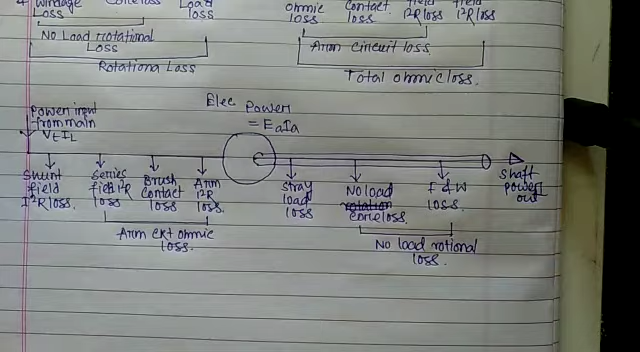 Windage Coreloss Load
Loss loss
No Load rotational
Loss
Rotational Loss
ohmic contact field field
loss loss I²R loss I²R loss
Arm circuit loss
Total ohmic loss.
Power input
from main
VtIL
Elec Power
= EaIa
Shunt
field
I²R loss.
Series
field I²R
loss
Brush
contact
loss
Arm
I²R
loss.
Arm ckt ohmic
loss.
Stray
load
loss
No load
rotation
core loss.
F & W
loss.
No load rotional
loss.
Shaft
power
out